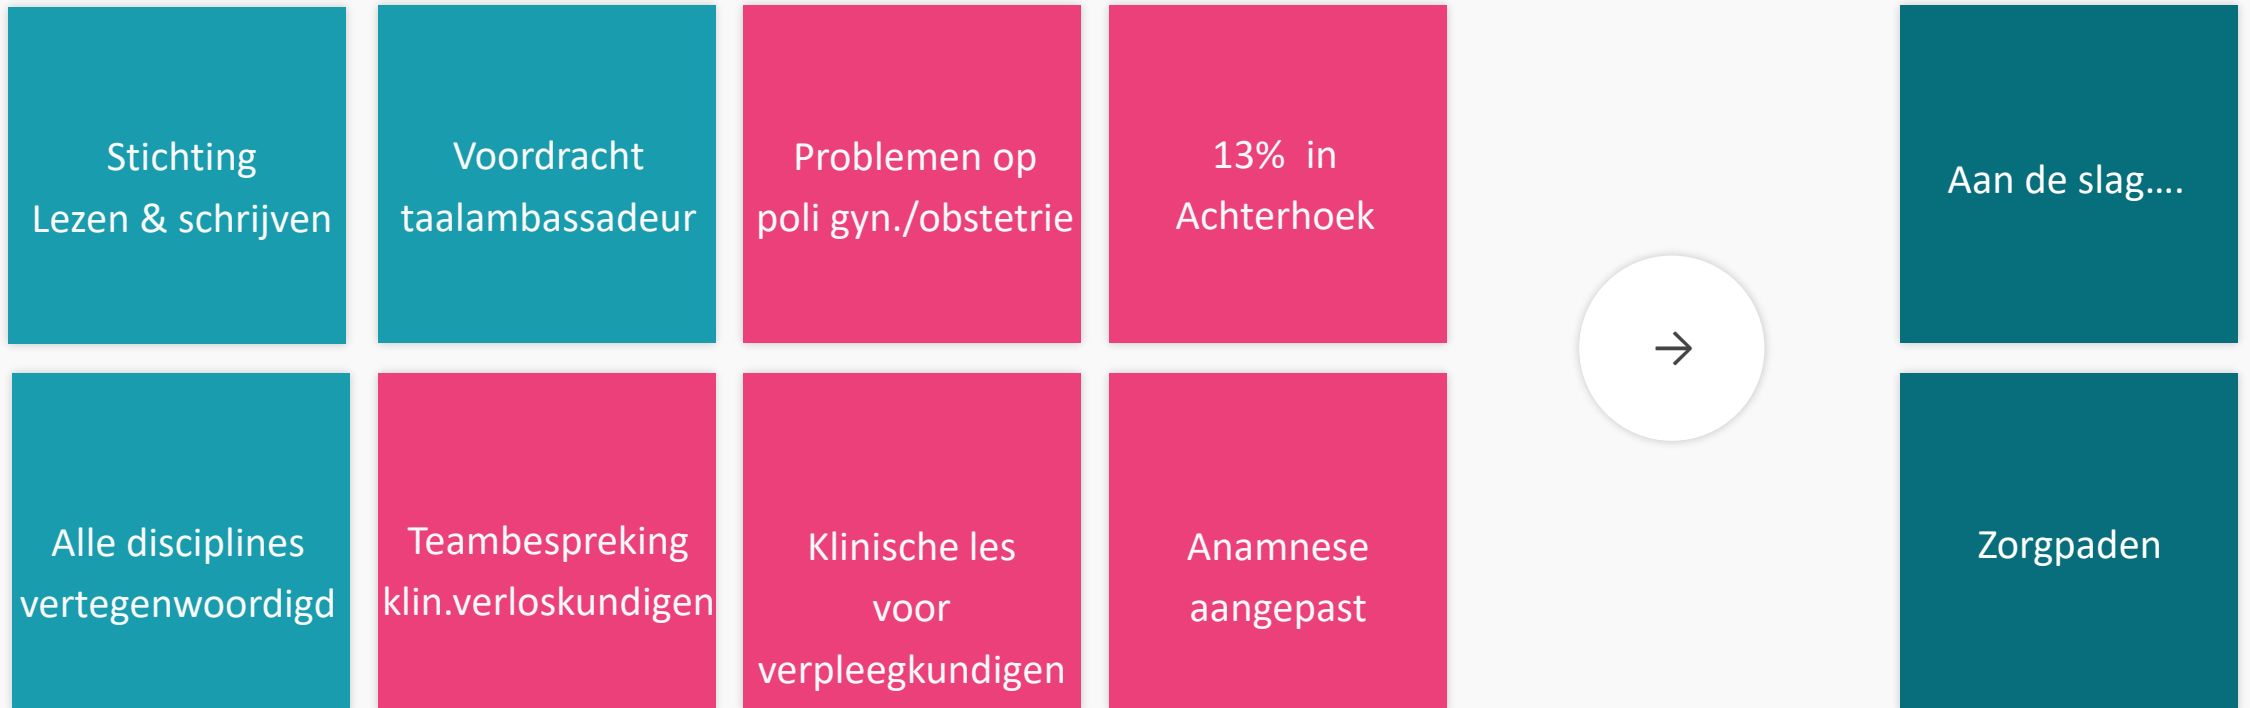 Stichting
Lezen & schrijven
Voordracht
taalambassadeur
Problemen op
poli gyn./obstetrie
13%  in
Achterhoek
Aan de slag....
Alle disciplines
vertegenwoordigd
Teambespreking
klin.verloskundigen
Klinische les
voor
verpleegkundigen
Anamnese
aangepast
Zorgpaden